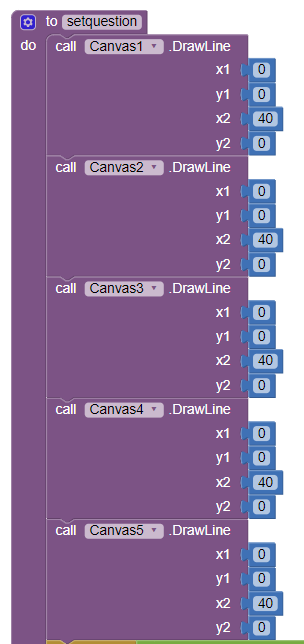 to setquestion
do call Canvas1 .DrawLine
x1 0
y1 0
x2 40
y2 0
call Canvas2 .DrawLine
x1 0
y1 0
x2 40
y2 0
call Canvas3 .DrawLine
x1 0
y1 0
x2 40
y2 0
call Canvas4 .DrawLine
x1 0
y1 0
x2 40
y2 0
call Canvas5 .DrawLine
x1 0
y1 0
x2 40
y2 0